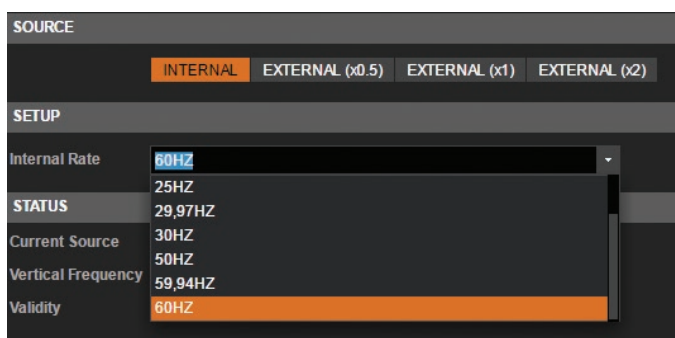 SOURCE
INTERNAL EXTERNAL (x0.5) EXTERNAL (x1) EXTERNAL (x2)
SETUP
Internal Rate 60HZ
25HZ
STATUS 29,97HZ
Current Source 30HZ
50HZ
Vertical Frequency 59,94HZ
Validity 60HZ